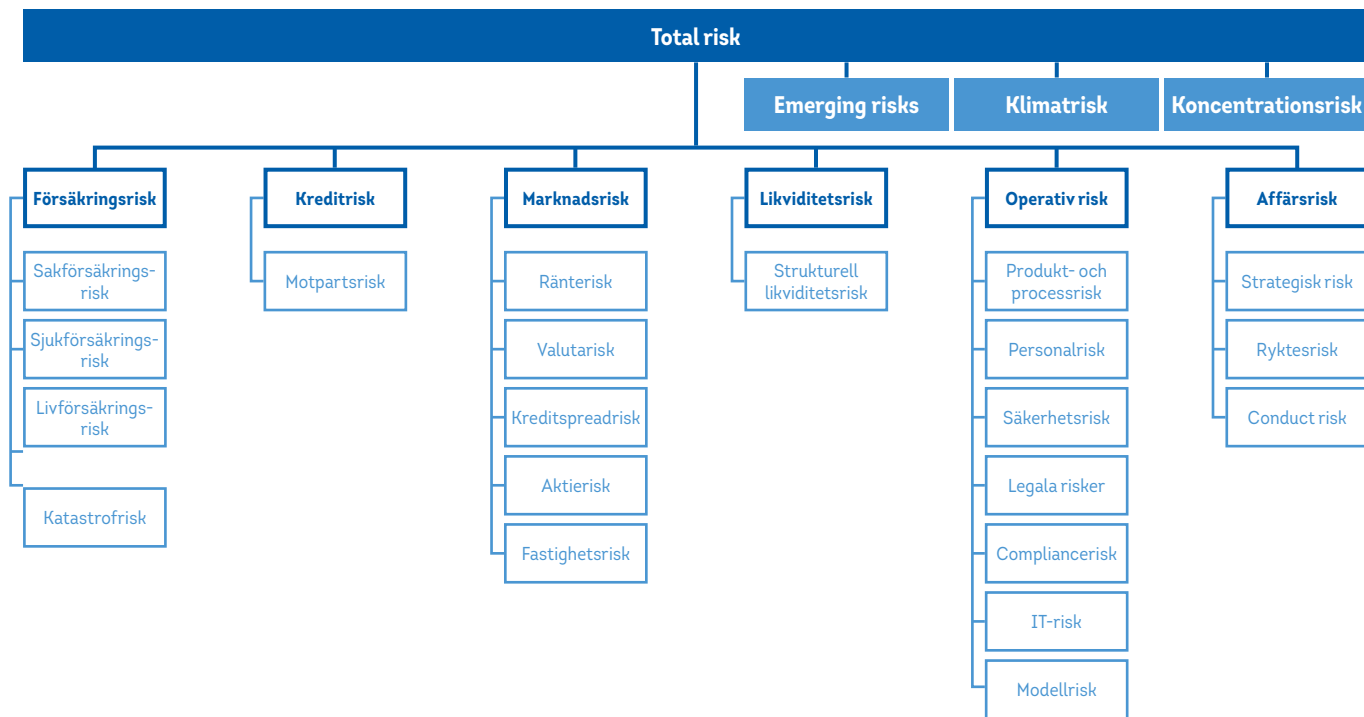 Total risk
Emerging risks
Klimatrisk
Koncentrationsrisk
Försäkringsrisk
Kreditrisk
Marknadsrisk
Likviditetsrisk
Operativ risk
Affärsrisk
Sakförsäkrings-
risk
Sjukförsäkrings-
risk
Livförsäkrings-
risk
Katastrofrisk
Motpartsrisk
Ränterisk
Valutarisk
Kreditspreadrisk
Aktierisk
Fastighetsrisk
Strukturell
likviditetsrisk
Produkt- och
processrisk
Personalrisk
Säkerhetsrisk
Legala risker
Compliancerisk
IT-risk
Modellrisk
Strategisk risk
Ryktesrisk
Conduct risk